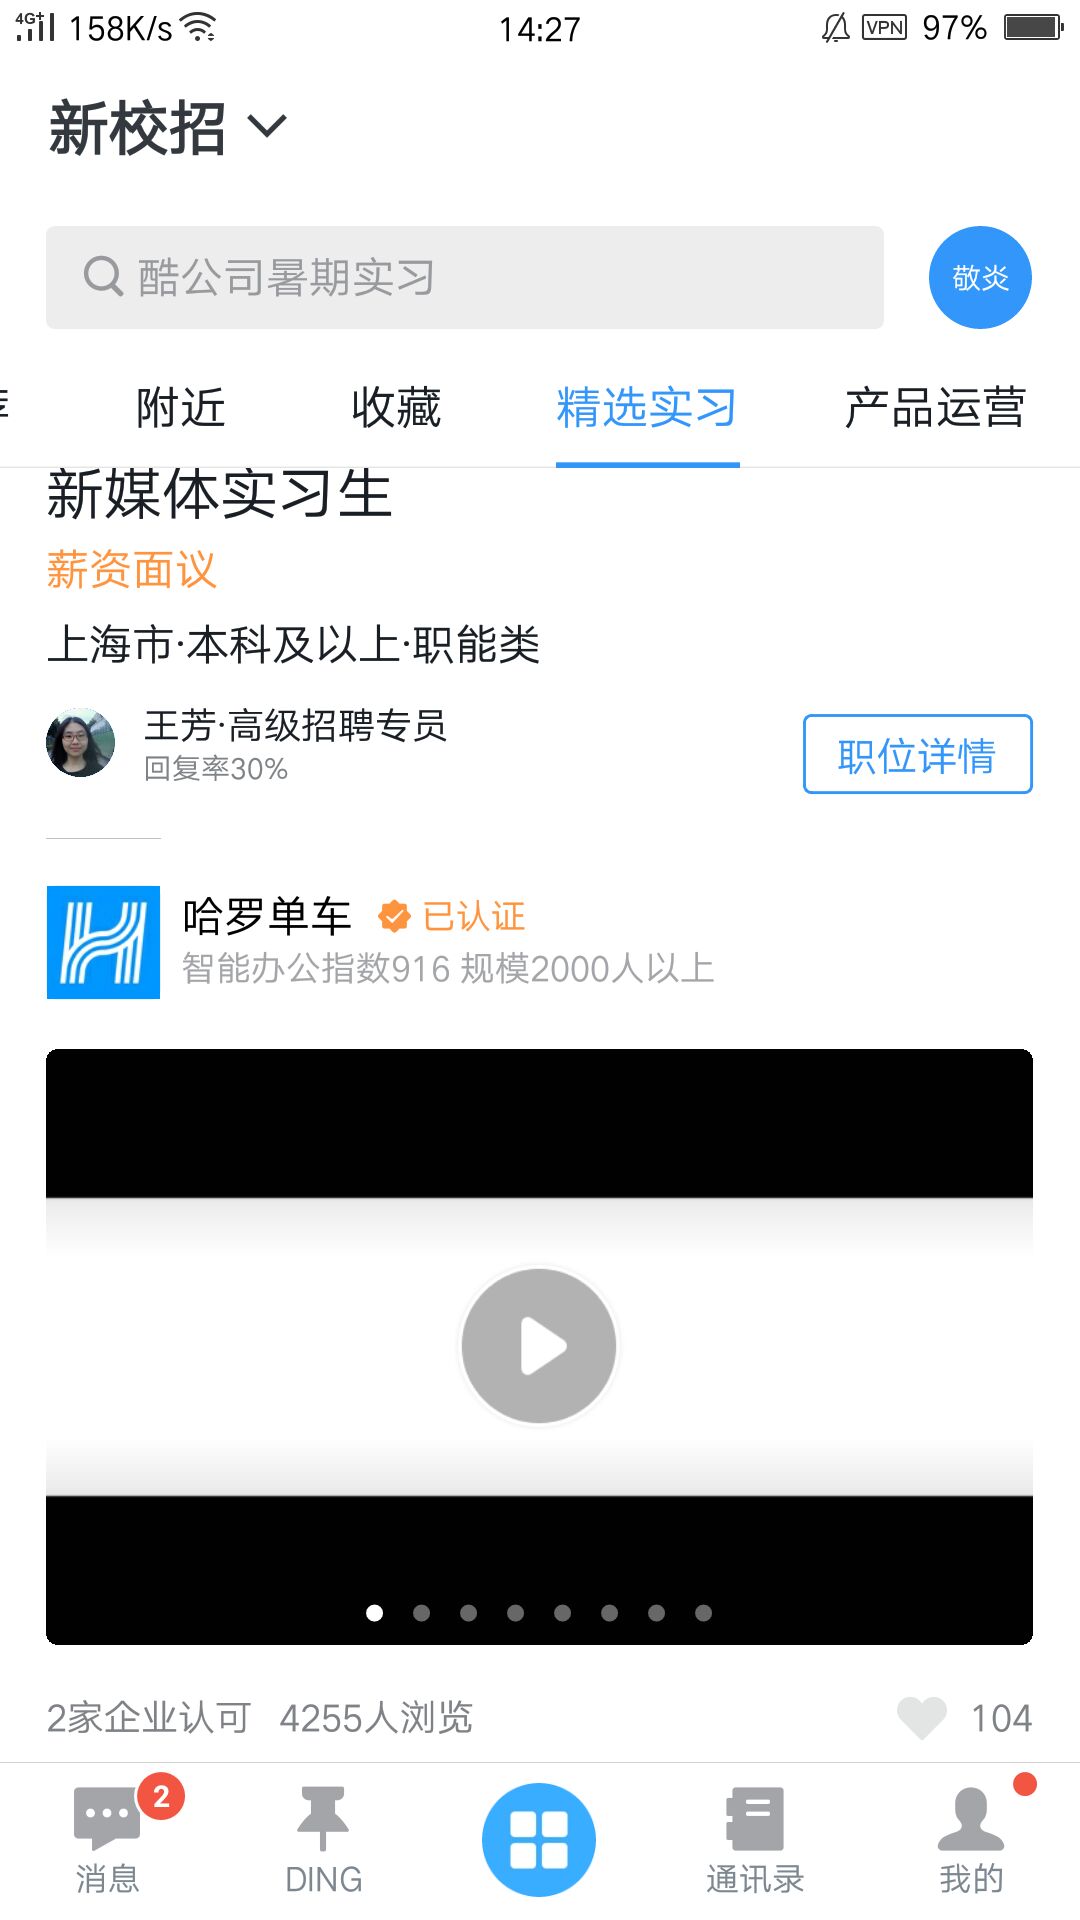 4G+ 158K/s 14:27 VPN 97%
新校招
酷公司暑期实习
敬炎
附近 收藏 精选实习 产品运营
新媒体实习生
薪资面议
上海市·本科及以上·职能类
王芳·高级招聘专员
回复率30%
职位详情
哈罗单车 已认证
智能办公指数916 规模2000人以上
2家企业认可 4255人浏览 104
2
消息 DING 通讯录 我的